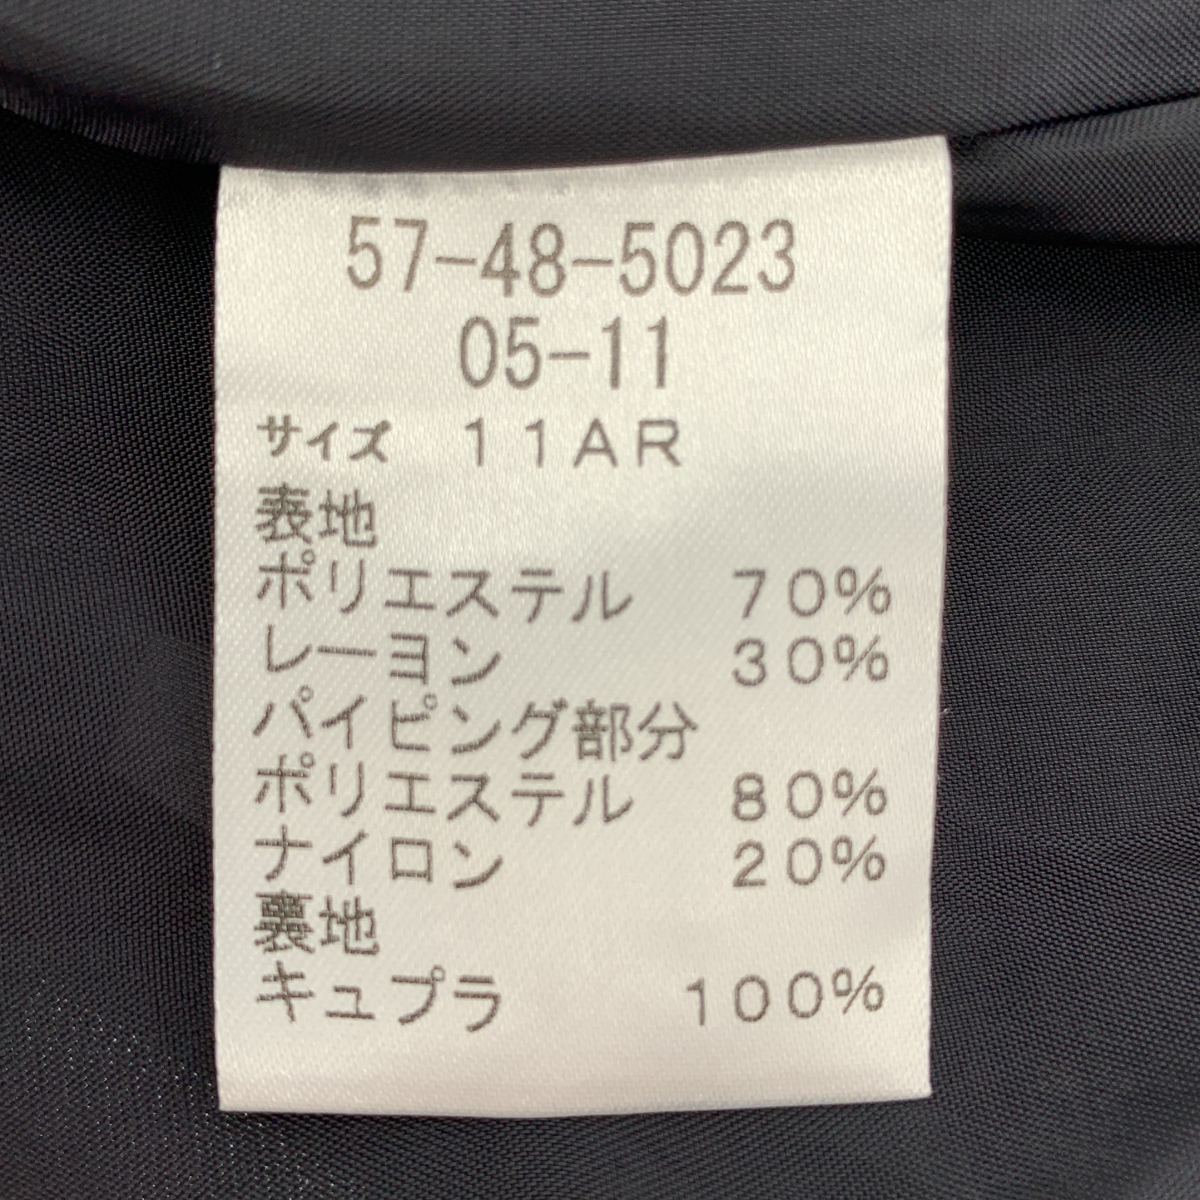 57-48-5023
05-11
サイズ 11AR
表地
ポリエステル 70%
レーヨン 30%
パイピング部分
ポリエステル 80%
ナイロン 20%
裏地
キュプラ 100%